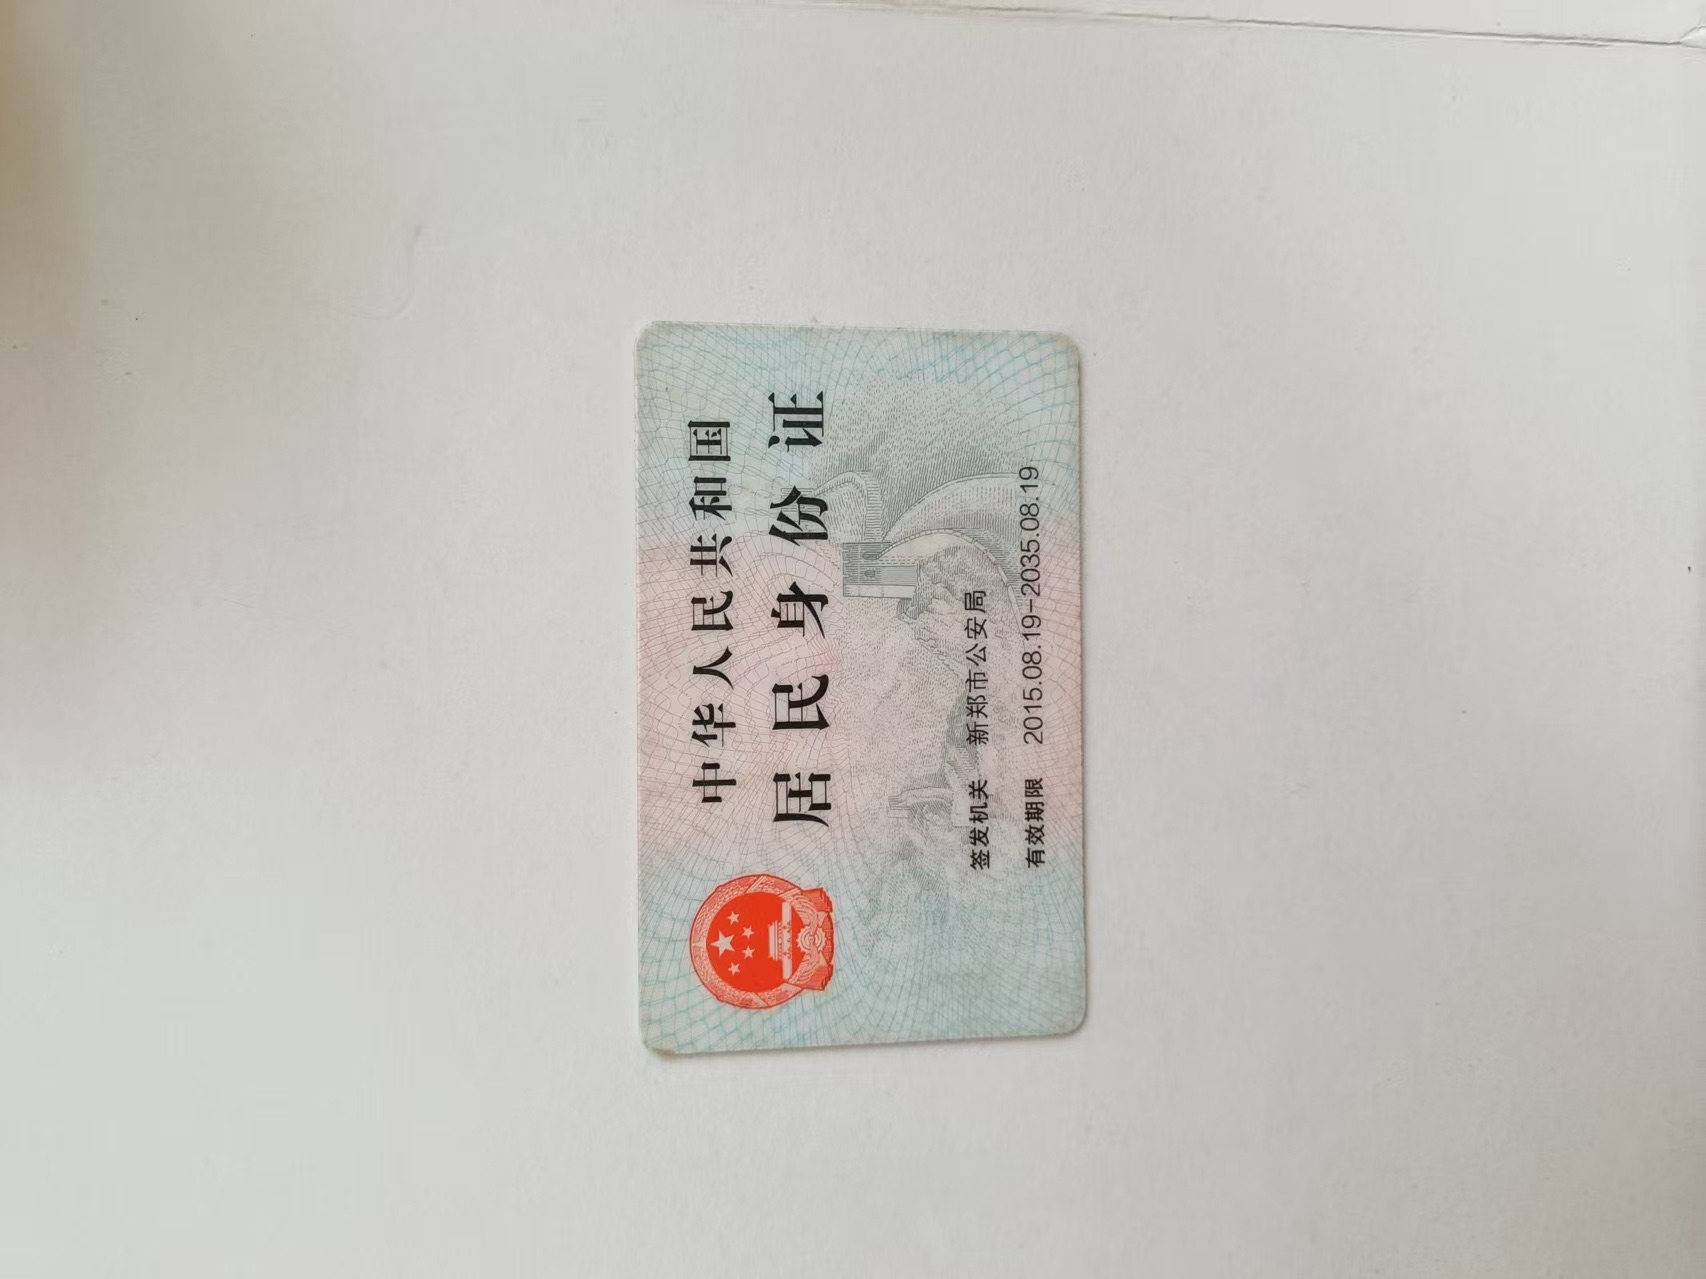 中华人民共和国
居民身份证
签发机关 新郑市公安局
有效期限 2015.08.19-2035.08.19